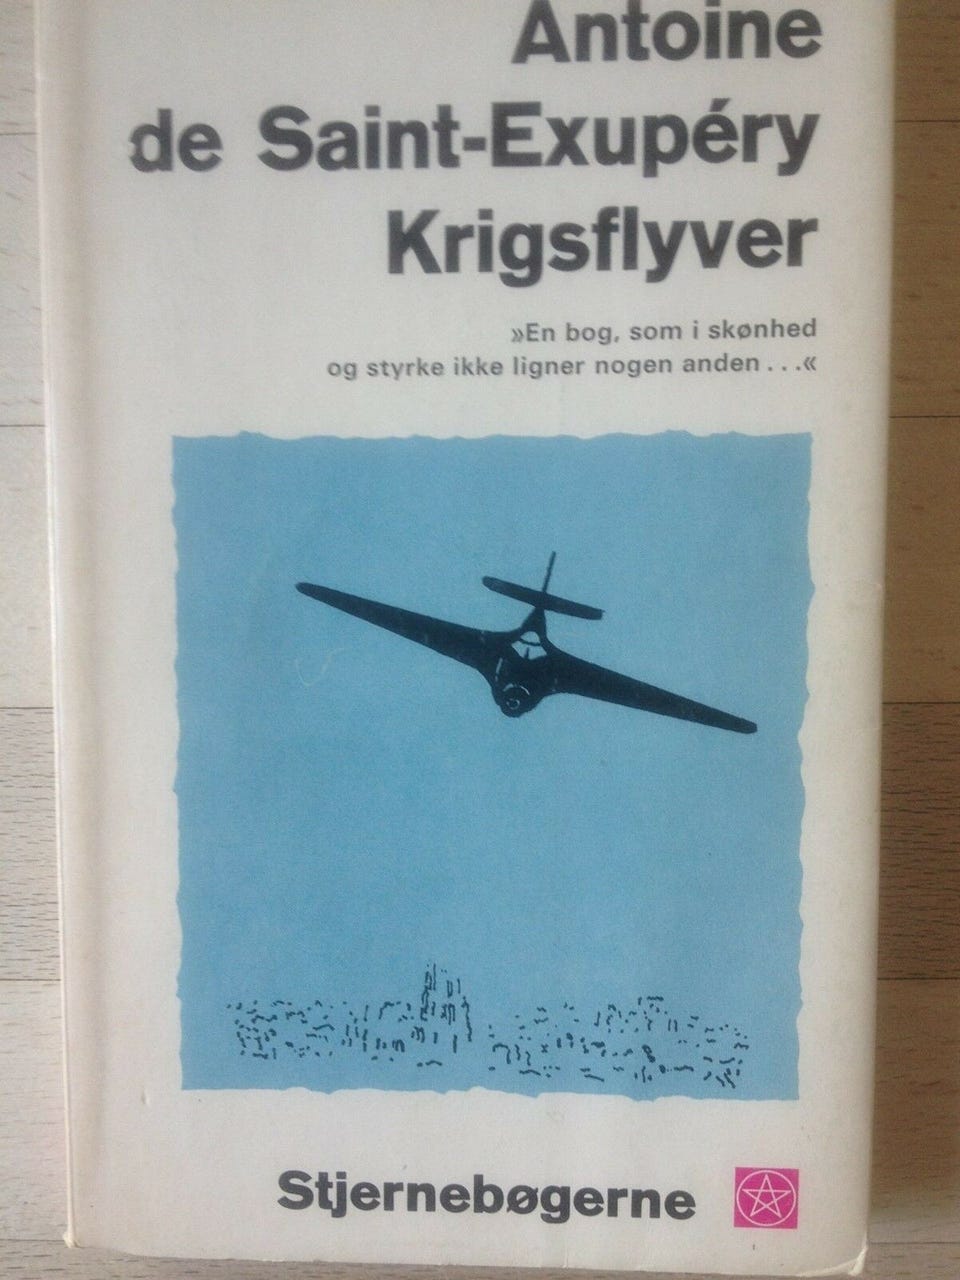 Antoine
de Saint-Exupéry
Krigsflyver
»En bog, som i skønhed
og styrke ikke ligner nogen anden...«
Stjernebøgerne